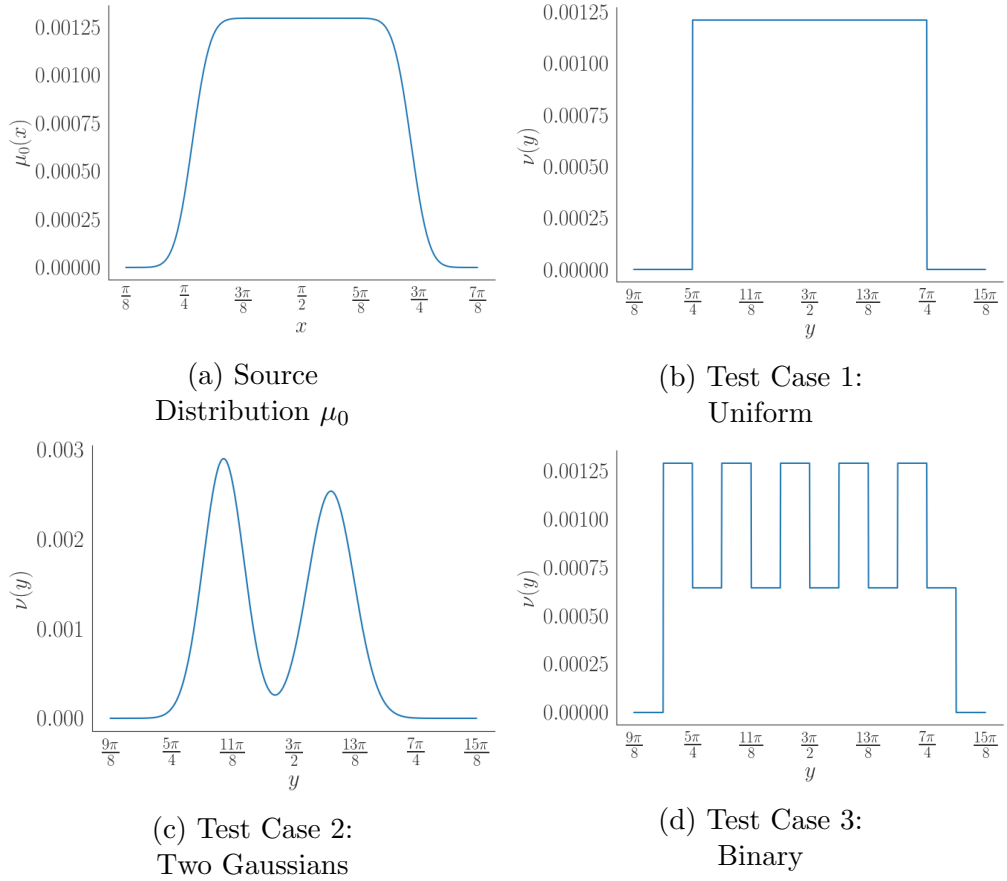 0.00125
0.00100
0.00075
0.00050
0.00025
0.00000
μ₀(x)
π/8
π/4
3π/8
π/2
5π/8
3π/4
7π/8
x
(a) Source
Distribution μ₀
0.00125
0.00100
0.00075
0.00050
0.00025
0.00000
ν(y)
9π/8
5π/4
11π/8
3π/2
13π/8
7π/4
15π/8
y
(b) Test Case 1:
Uniform
0.003
0.002
0.001
0.000
ν(y)
9π/8
5π/4
11π/8
3π/2
13π/8
7π/4
15π/8
y
(c) Test Case 2:
Two Gaussians
0.00125
0.00100
0.00075
0.00050
0.00025
0.00000
ν(y)
9π/8
5π/4
11π/8
3π/2
13π/8
7π/4
15π/8
y
(d) Test Case 3:
Binary